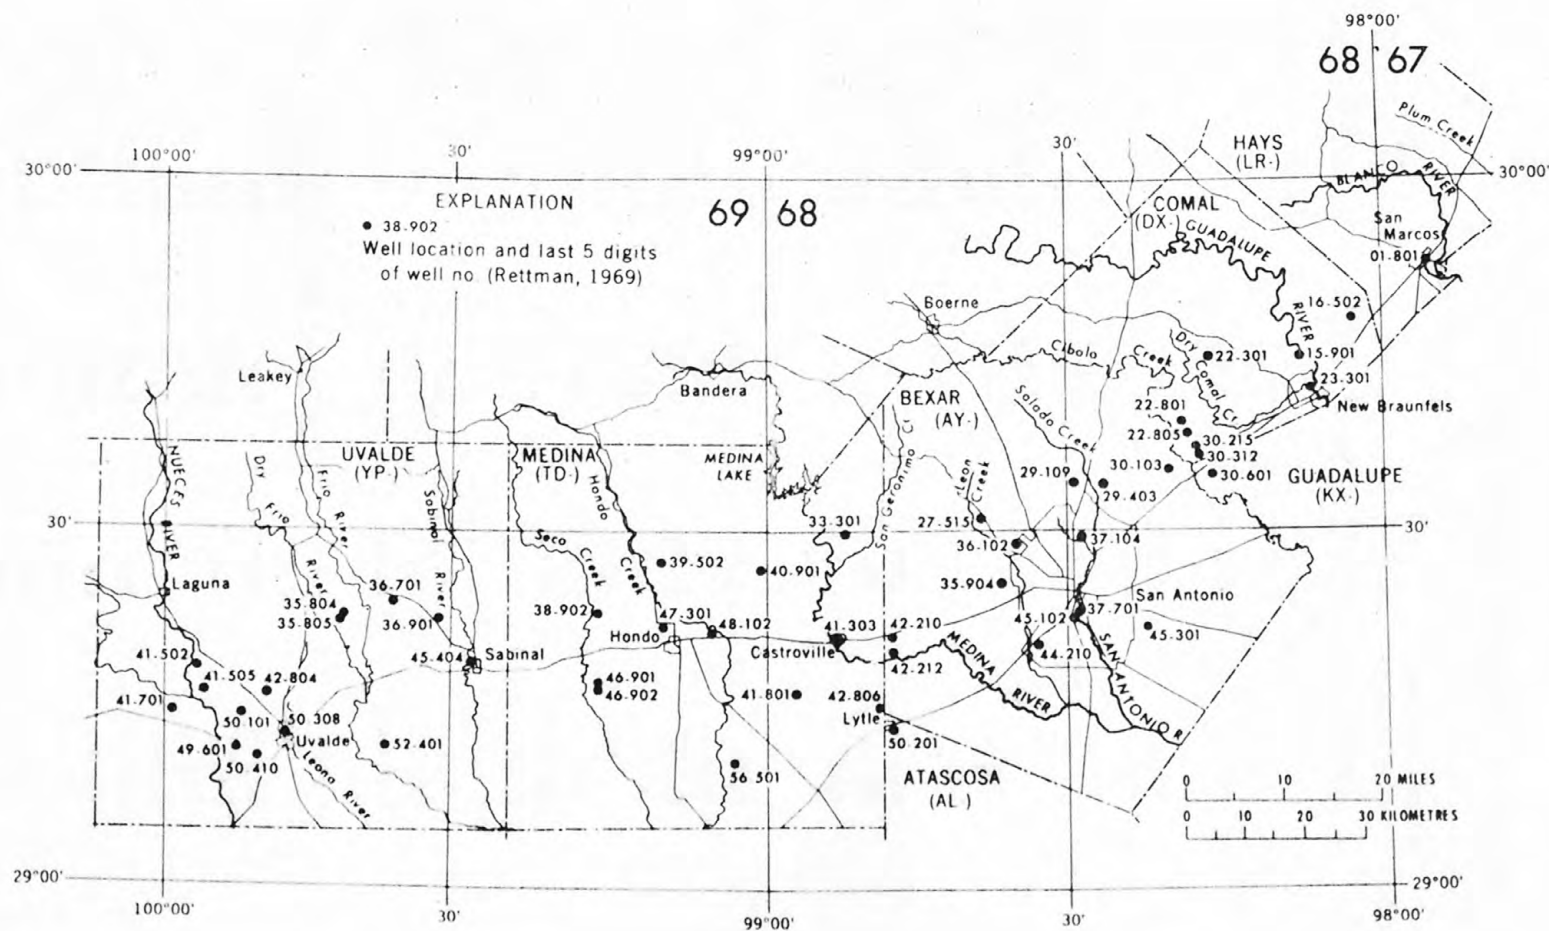 98°00'
68 67
Plum Creek
HAYS
(LR-)
100°00'
30'
99°00'
30'
30°00'
30°00'
BLANCO RIVER
EXPLANATION
38-902
Well location and last 5 digits
of well no. (Rettman, 1969)
69 68
COMAL
(DX-)
GUADALUPE
RIVER
San
Marcos
01-801
16-502
Boerne
Cibolo Creek
Dry Comal Cr
22-301
15-901
23-301
New Braunfels
Leakey
Bandera
BEXAR
(AY-)
Salado Creek
22-801
22-805
30-215
30-312
30-103
30-601
GUADALUPE
(KX-)
NUECES RIVER
Dry Frio River
Frio River
UVALDE
(YP-)
Sabinal River
MEDINA
(TD-)
Hondo Creek
Seco Creek
MEDINA
LAKE
San Geronimo Cr
Leon Creek
29-109
29-403
27-515
33-301
36-102
37-104
30'
30'
39-502
40-901
35-904
Laguna
36-701
35-804
35-805
36-901
38-902
47-301
48-102
41-303
42-210
45-102
37-701
San Antonio
45-301
Hondo
Castroville
42-212
44-210
MEDINA RIVER
SAN ANTONIO R
41-502
45-404
Sabinal
41-505
42-804
46-901
46-902
41-801
42-806
Lytle
41-701
50-101
50-308
Uvalde
52-401
50-201
49-601
50-410
Leona River
56-501
ATASCOSA
(AL-)
0 10 20 MILES
0 10 20 30 KILOMETRES
29°00'
29°00'
100°00'
30'
99°00'
30'
98°00'